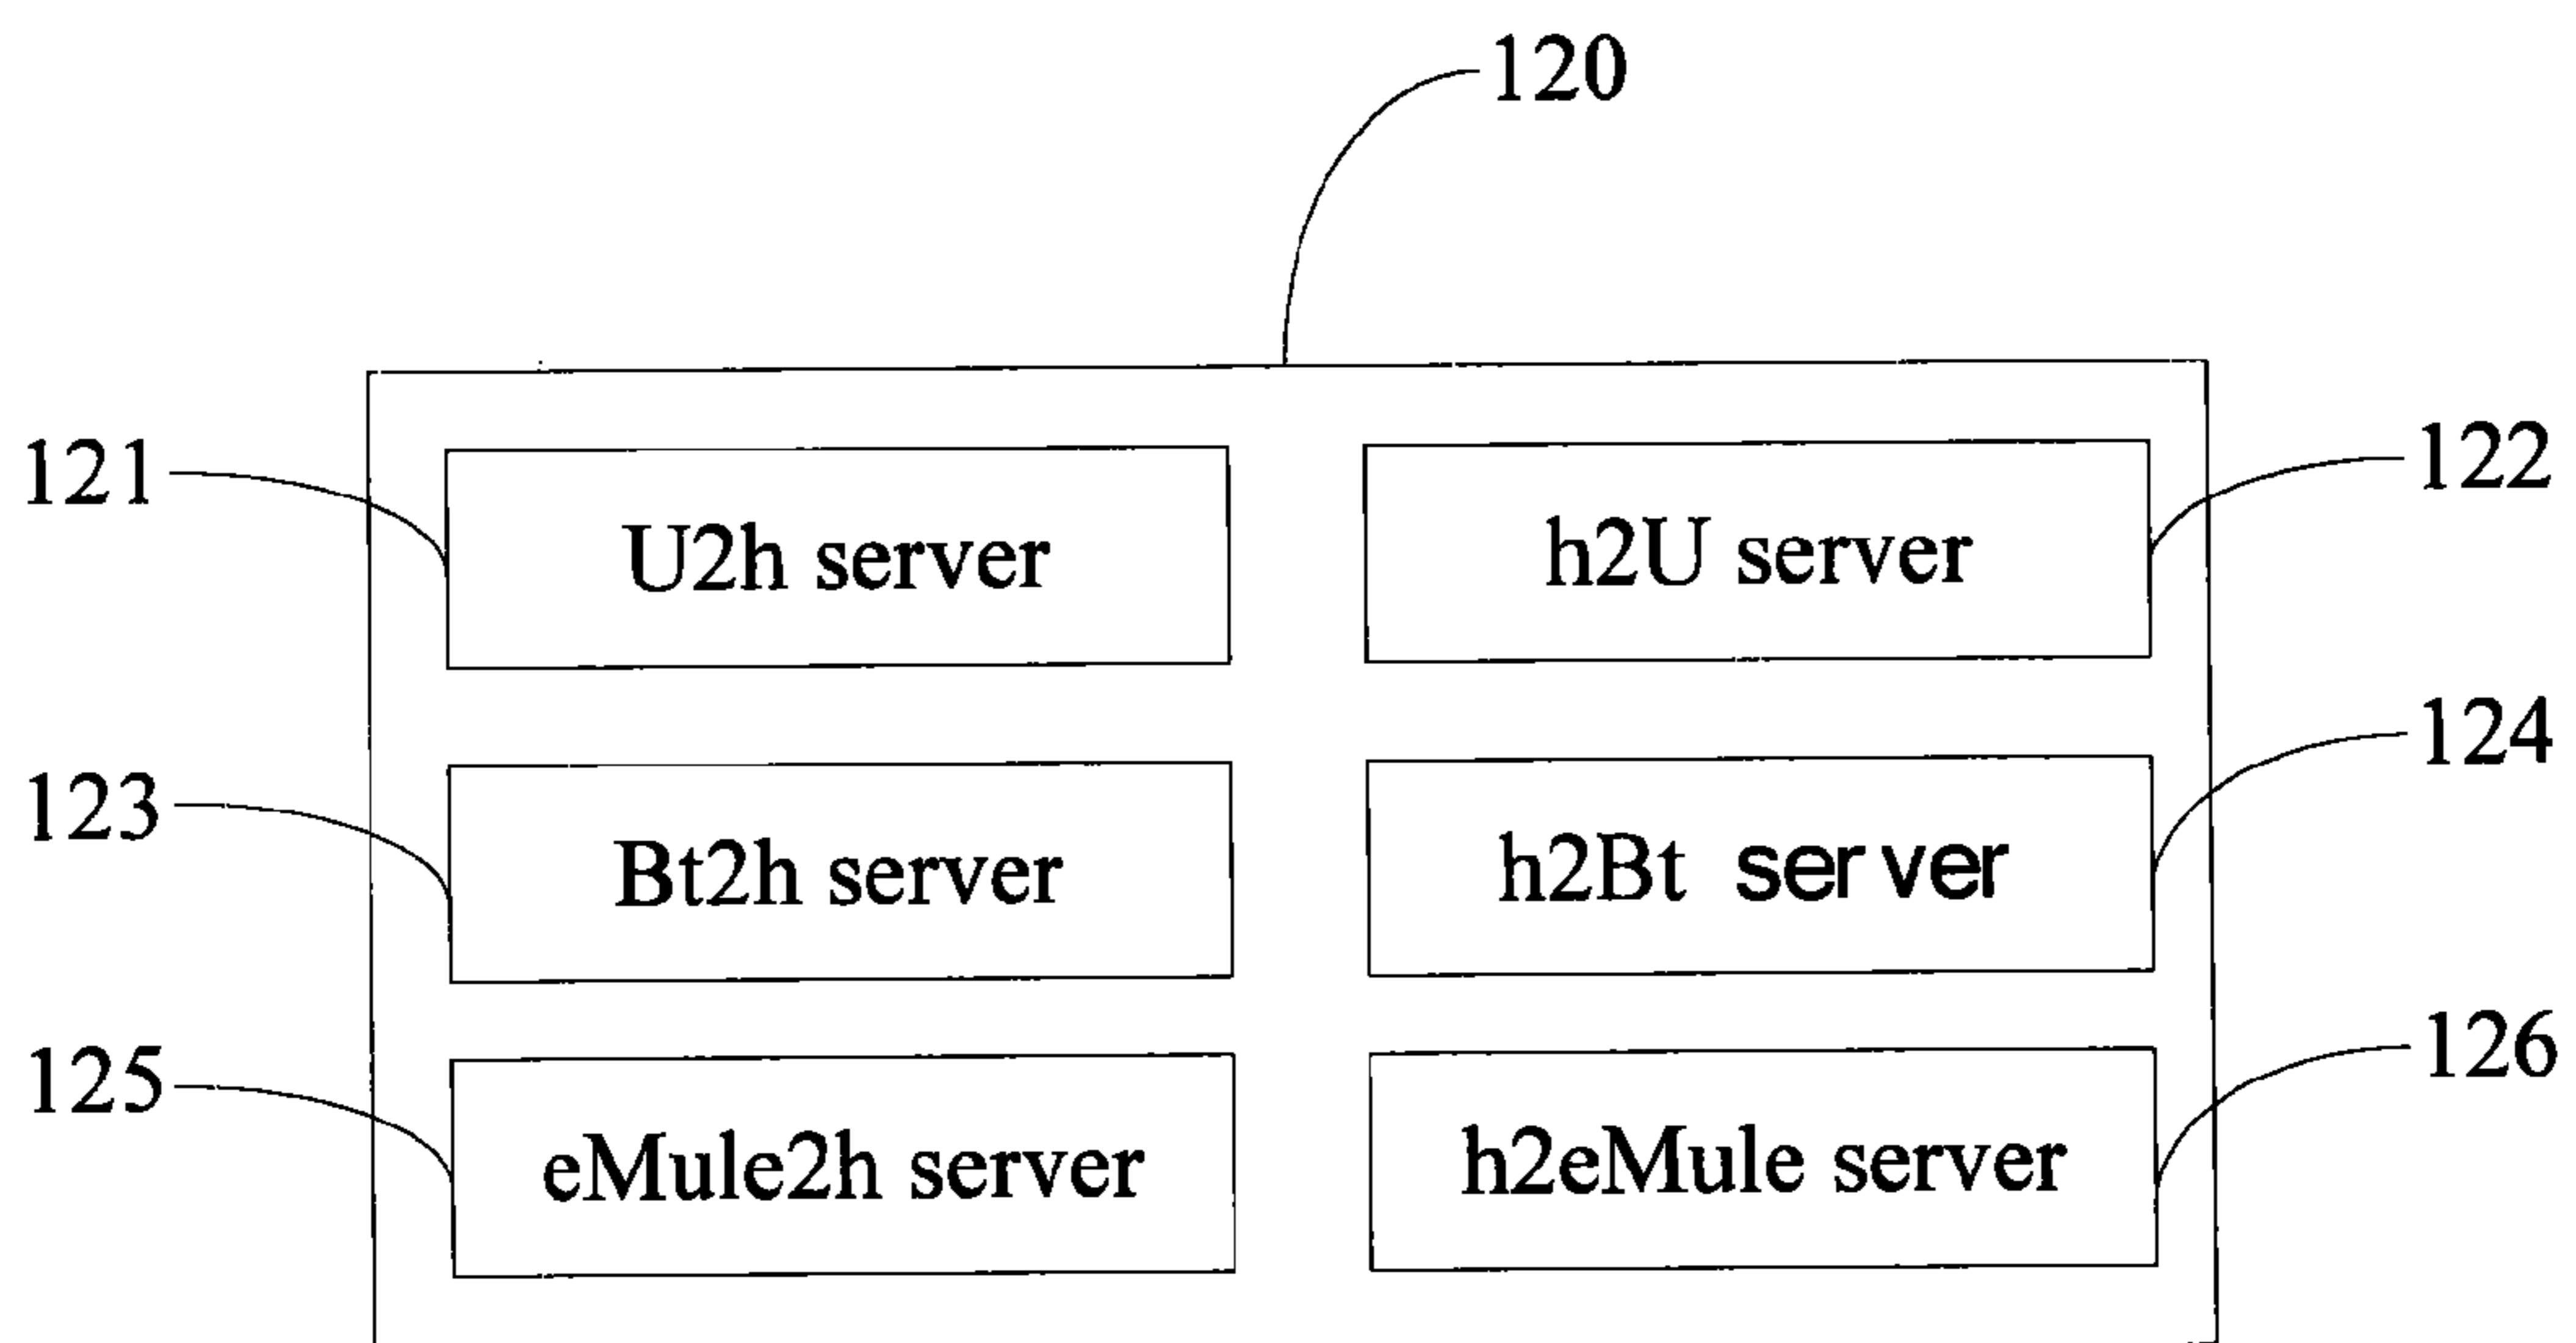 120
121
U2h server
h2U server
122
123
Bt2h server
h2Bt server
124
125
eMule2h server
h2eMule server
126